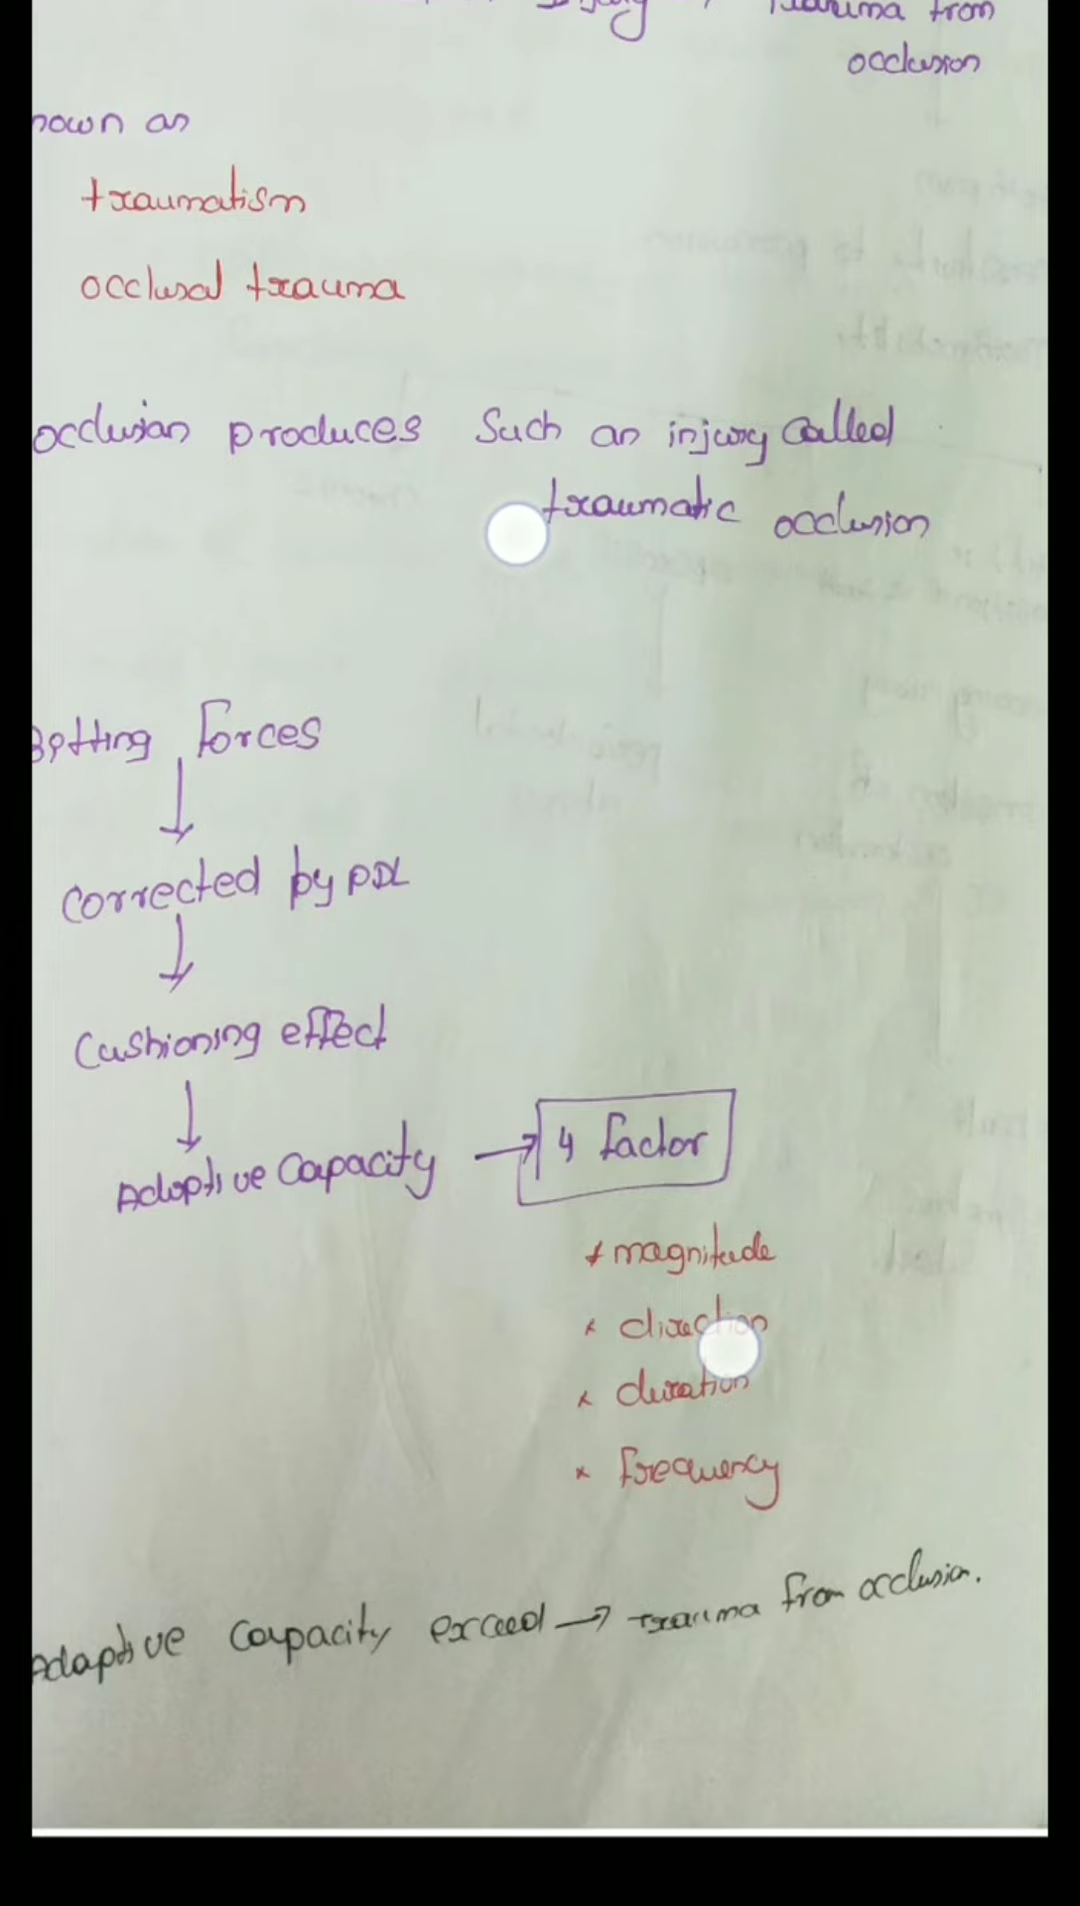 trauma from
occlusion
nown as
traumatism
occlusal trauma
occlusion produces Such an injury called
traumatic occlusion
forces
corrected by PDL
Cushioning effect
Adoptive Capacity → 4 factor
* magnitude
* direction
* duration
* frequency
Adaptive Capacity exceed → trauma from occlusion.